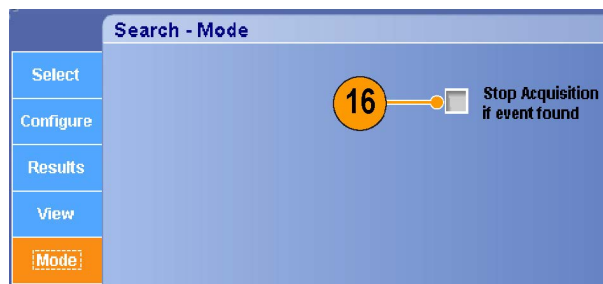 Search - Mode
Select
Configure
Results
View
Mode
16
Stop Acquisition
if event found